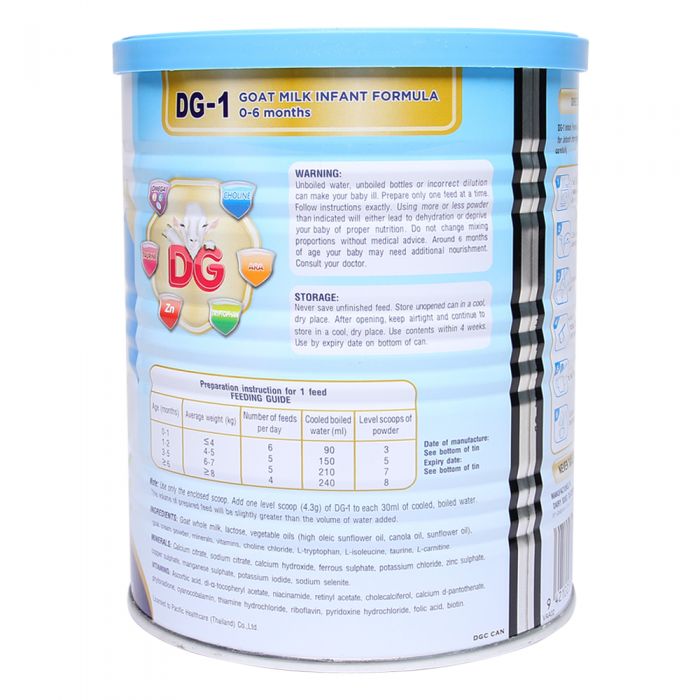 DG-1 GOAT MILK INFANT FORMULA
0-6 months
WARNING:
Unboiled water, unboiled bottles or incorrect dilution
can make your baby ill. Prepare only one feed at a time.
Follow instructions exactly. Using more or less powder
than indicated will either lead to dehydration or deprive
your baby of proper nutrition. Do not change mixing
proportions without medical advice. Around 6 months
of age your baby may need additional nourishment.
Consult your doctor.
CHOLINE
DG
ARA
Zn
TRYPTOPHAN
STORAGE:
Never save unfinished feed. Store unopened can in a cool,
dry place. After opening, keep airtight and continue to
store in a cool, dry place. Use contents within 4 weeks.
Use by expiry date on bottom of can.
Preparation instruction for 1 feed
FEEDING GUIDE
Age (months) Average weight (kg) Number of feeds per day Cooled boiled water (ml) Level scoops of powder
0-1 ≤4 6 90 3
1-2 4-5 5 150 5
3-5 6-7 5 210 7
≥6 ≥8 4 240 8
Date of manufacture:
See bottom of tin
Expiry date:
See bottom of tin
Note: Use only the enclosed scoop. Add one level scoop (4.3g) of DG-1 to each 30ml of cooled, boiled water.
The volume of prepared feed will be slightly greater than the volume of water added.
INGREDIENTS: Goat whole milk, lactose, vegetable oils (high oleic sunflower oil, canola oil, sunflower oil),
goat cream powder, minerals, vitamins, choline chloride, L-tryptophan, L-isoleucine, taurine, L-carnitine.
MINERALS: Calcium citrate, sodium citrate, calcium hydroxide, ferrous sulphate, potassium chloride, zinc sulphate,
copper sulphate, manganese sulphate, potassium iodide, sodium selenite.
VITAMINS: Ascorbic acid, dl-α-tocopheryl acetate, niacinamide, retinyl acetate, cholecalciferol, calcium d-pantothenate,
phytonadione, cyanocobalamin, thiamine hydrochloride, riboflavin, pyridoxine hydrochloride, folic acid, biotin.
Licensed to Pacific Healthcare (Thailand) Co.,Ltd.
DGC CAN